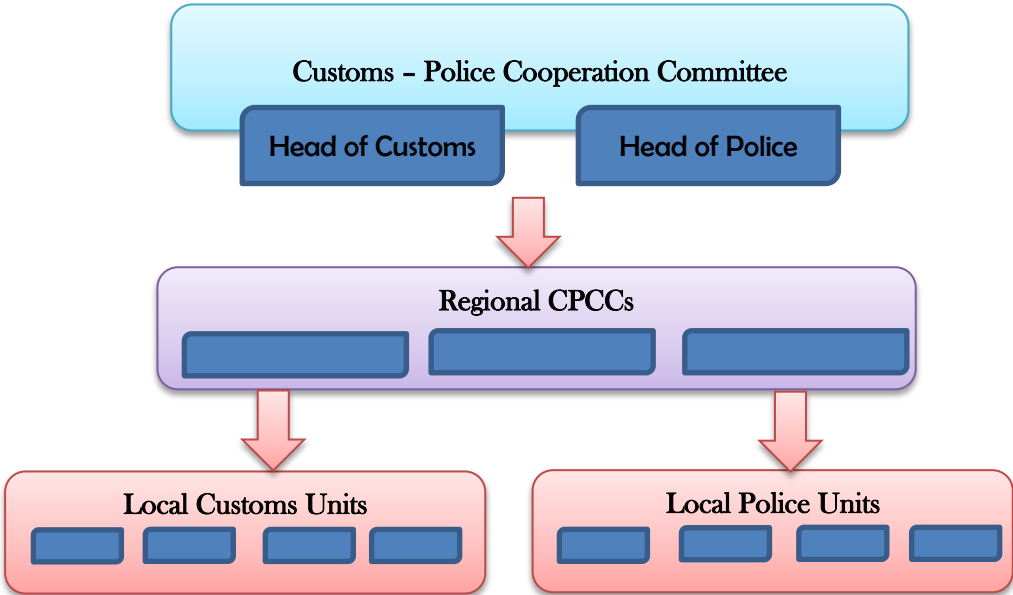 Customs – Police Cooperation Committee
Head of Customs
Head of Police
Regional CPCCs
Local Customs Units
Local Police Units